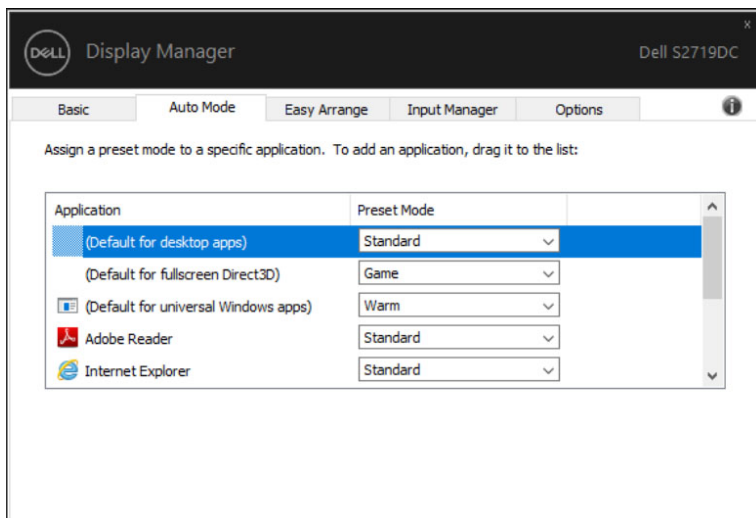 x
DELL Display Manager Dell S2719DC
Basic Auto Mode Easy Arrange Input Manager Options
Assign a preset mode to a specific application. To add an application, drag it to the list:
Application Preset Mode
(Default for desktop apps) Standard
(Default for fullscreen Direct3D) Game
(Default for universal Windows apps) Warm
Adobe Reader Standard
Internet Explorer Standard